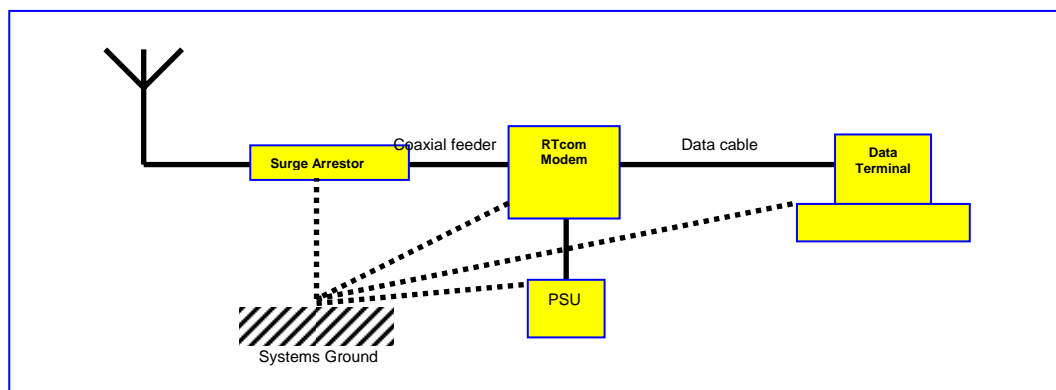 Coaxial feeder
Surge Arrestor
RTcom
Modem
Data cable
Data
Terminal
PSU
Systems Ground